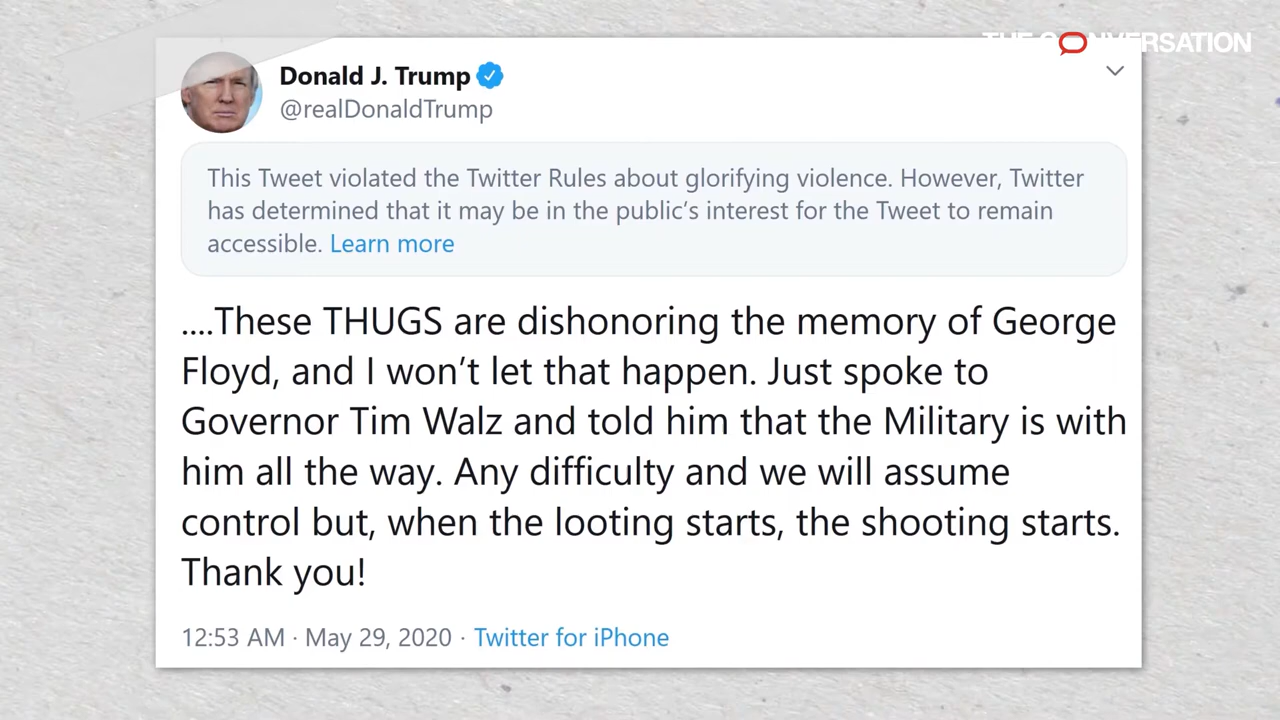 THE CONVERSATION
Donald J. Trump
@realDonaldTrump
This Tweet violated the Twitter Rules about glorifying violence. However, Twitter
has determined that it may be in the public’s interest for the Tweet to remain
accessible. Learn more
....These THUGS are dishonoring the memory of George
Floyd, and I won’t let that happen. Just spoke to
Governor Tim Walz and told him that the Military is with
him all the way. Any difficulty and we will assume
control but, when the looting starts, the shooting starts.
Thank you!
12:53 AM · May 29, 2020 · Twitter for iPhone